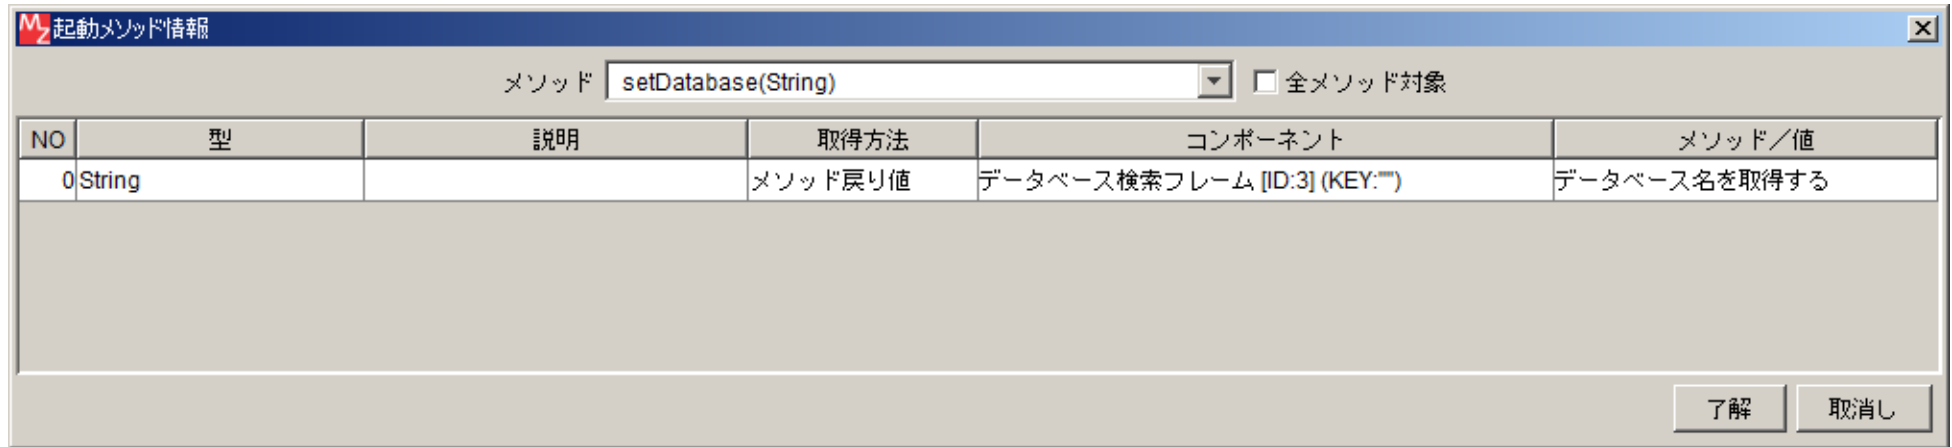 MZ 起動メソッド情報
メソッド setDatabase(String) 全メソッド対象
NO 型 説明 取得方法 コンポーネント メソッド／値
0 String メソッド戻り値 データベース検索フレーム [ID:3] (KEY:"") データベース名を取得する
了解 取消し